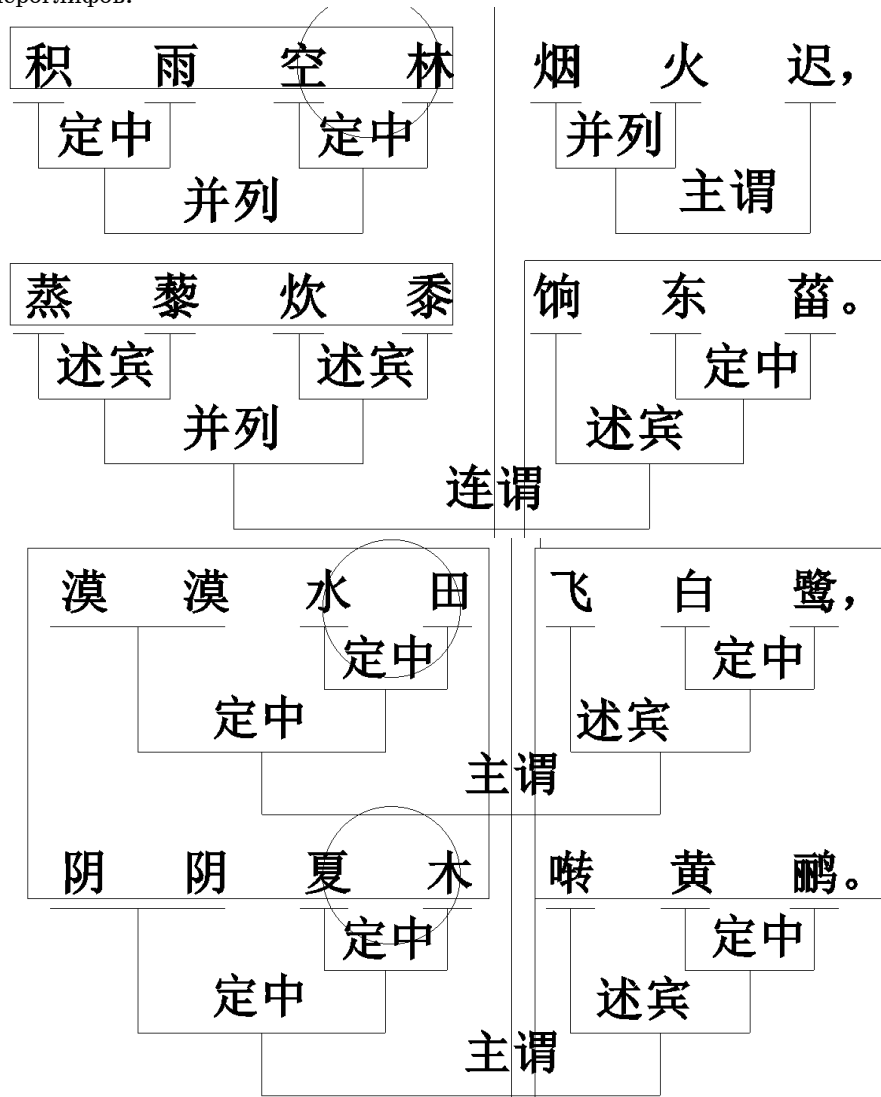 积雨空林 烟火迟，
定中 定中 并列
并列 主谓
蒸藜炊黍 饷东菑。
述宾 述宾 定中
并列 述宾
连谓
漠漠水田 飞白鹭，
定中 定中
定中 述宾
主谓
阴阴夏木 啭黄鹂。
定中 定中
定中 述宾
主谓